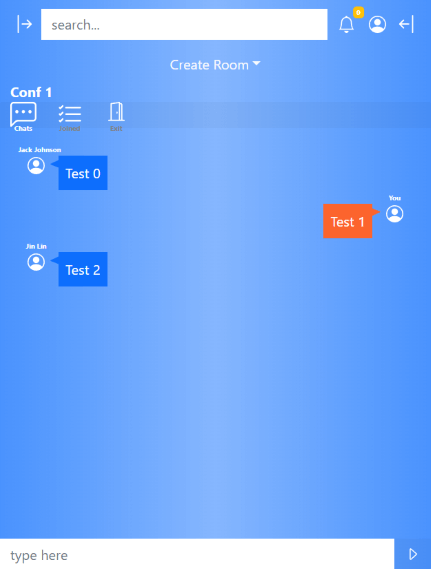 search...
0
Create Room
Conf 1
Chats
Exit
Jack Johnson
Test 0
You
Test 1
Jin Lin
Test 2
type here